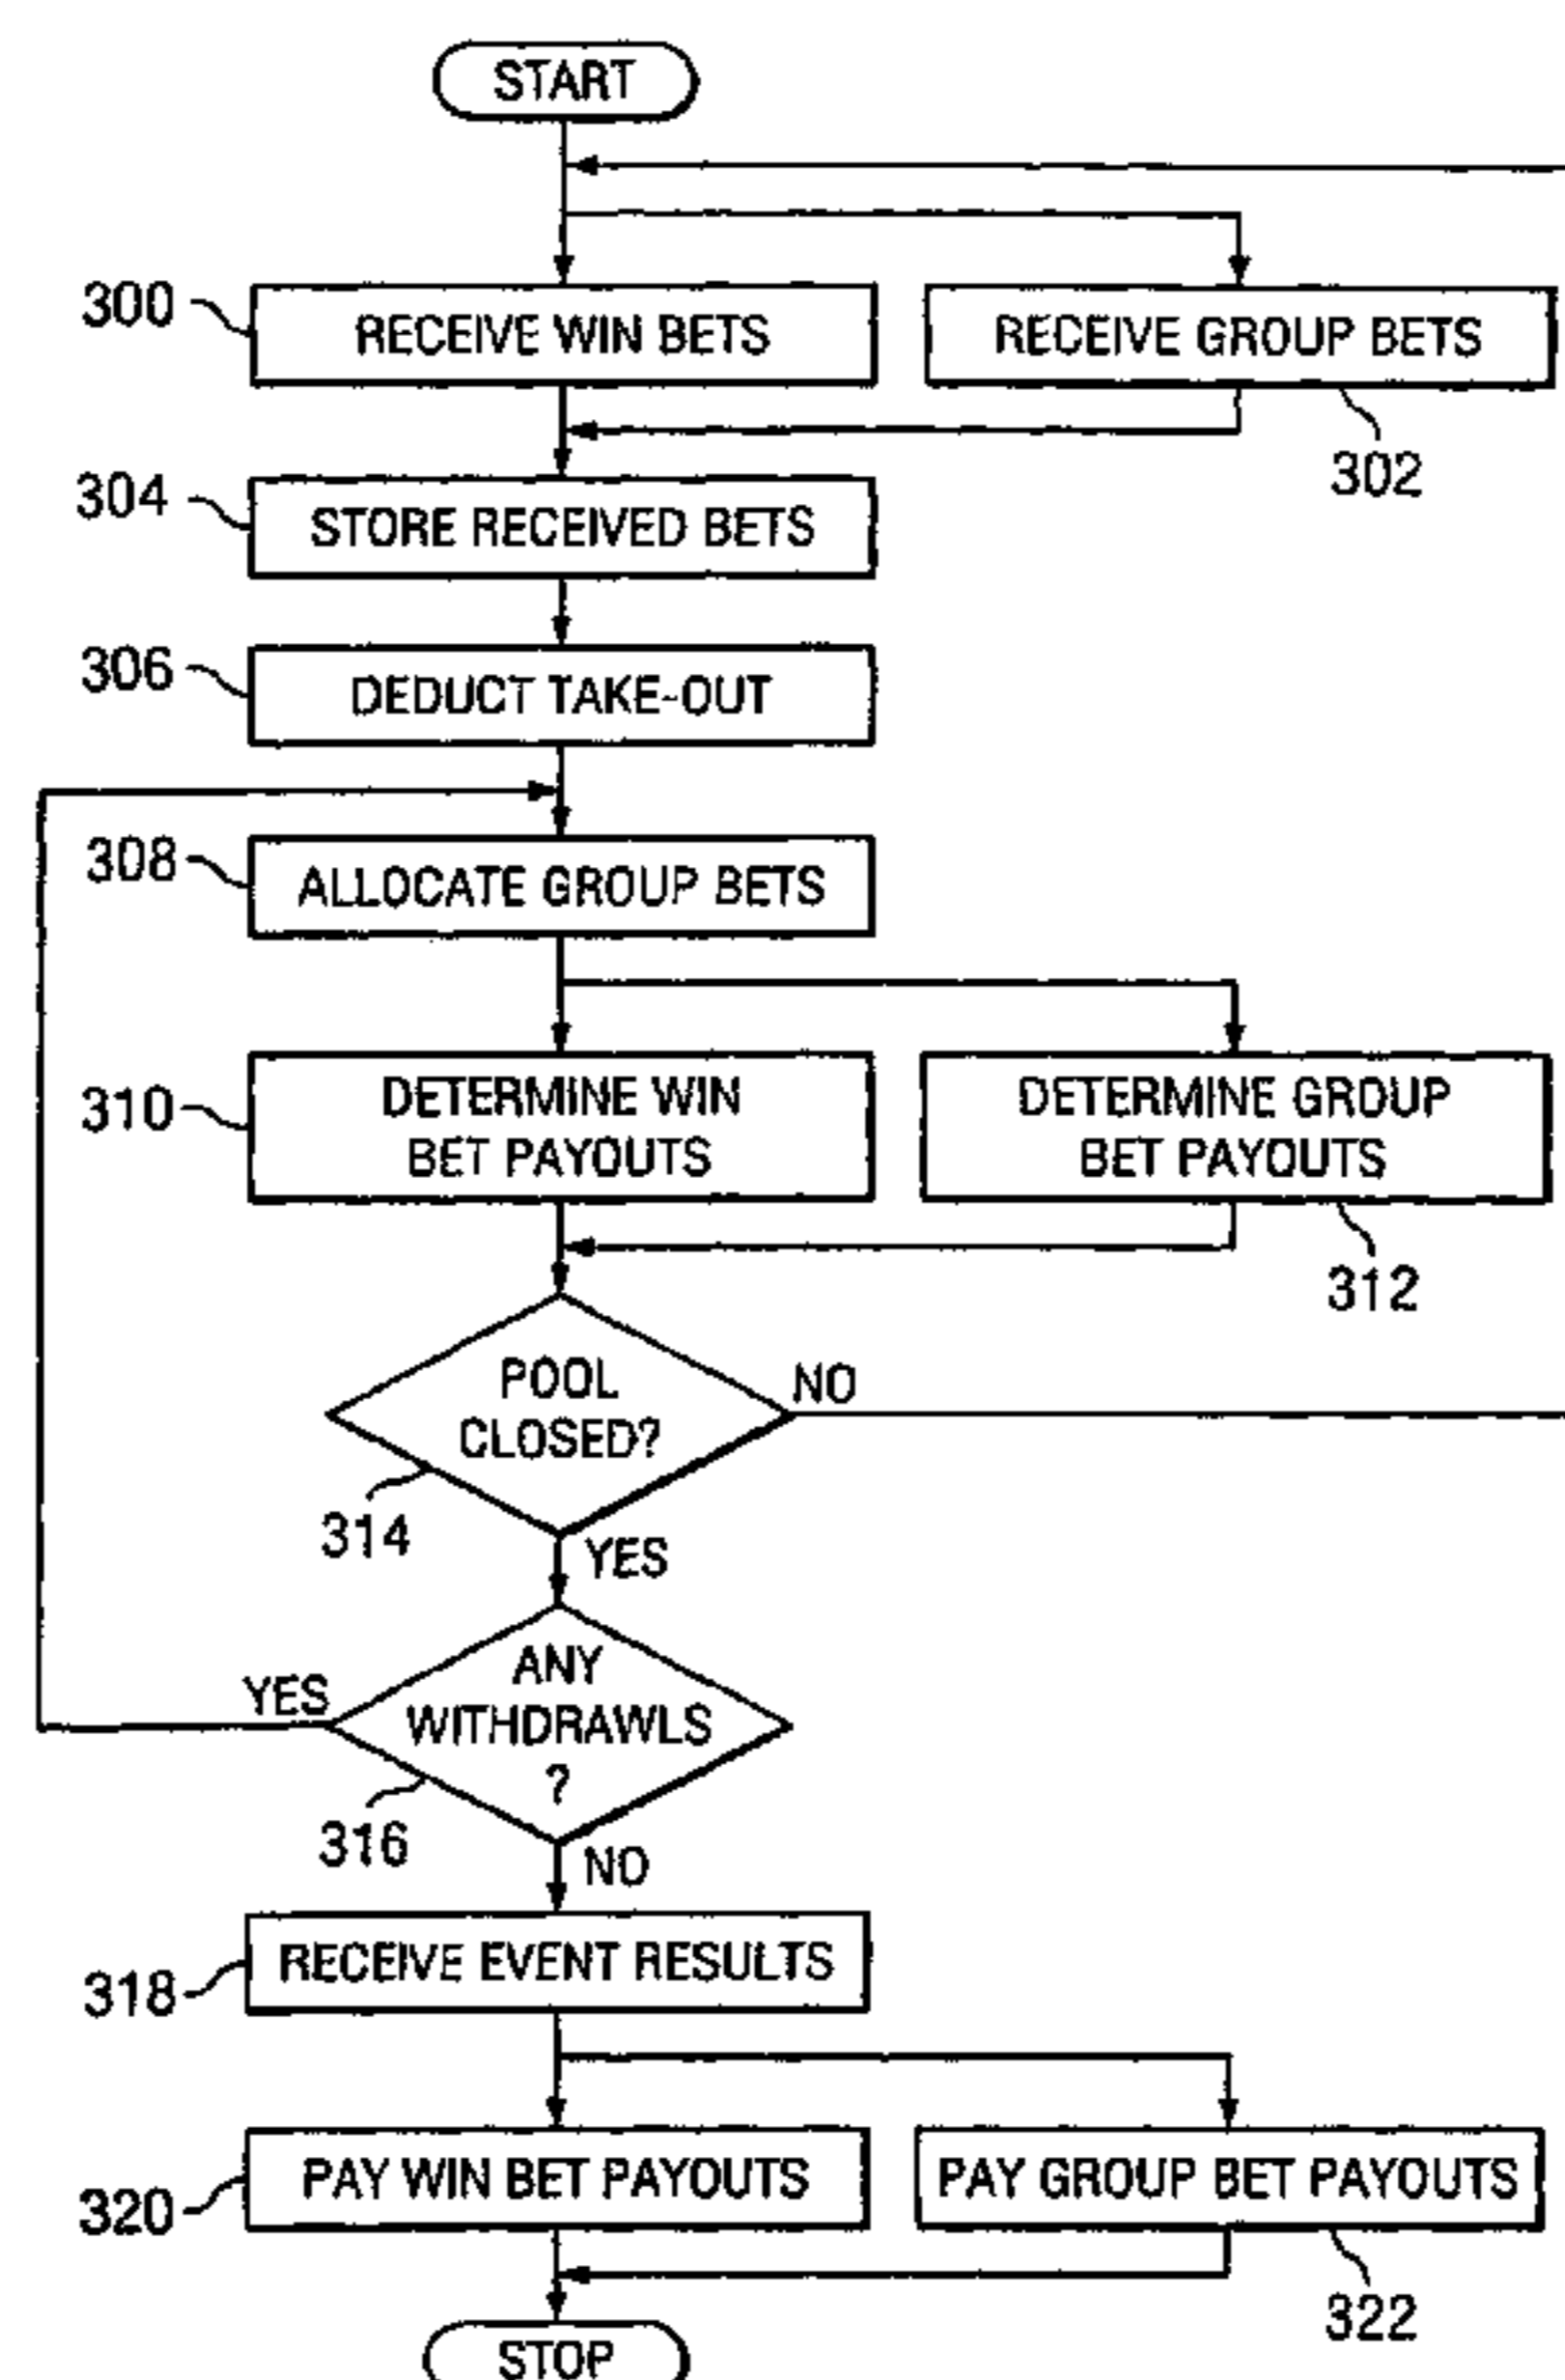 START
300
RECEIVE WIN BETS
RECEIVE GROUP BETS
302
304
STORE RECEIVED BETS
306
DEDUCT TAKE-OUT
308
ALLOCATE GROUP BETS
310
DETERMINE WIN
BET PAYOUTS
DETERMINE GROUP
BET PAYOUTS
312
POOL
CLOSED?
NO
314
YES
ANY
WITHDRAWLS
?
YES
316
NO
318
RECEIVE EVENT RESULTS
320
PAY WIN BET PAYOUTS
PAY GROUP BET PAYOUTS
322
STOP